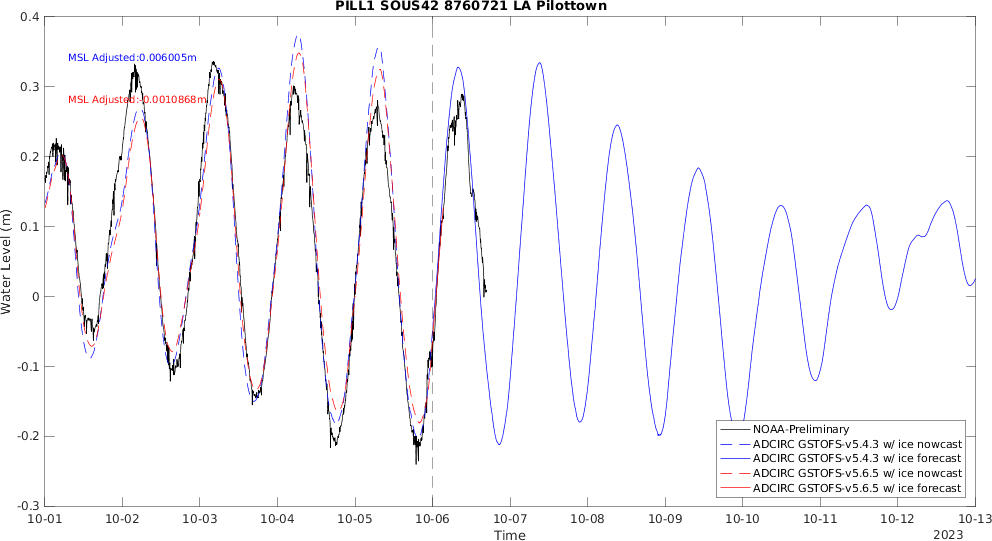 PILL1 SOUS42 8760721 LA Pilottown
0.4
0.3
0.2
0.1
0
-0.1
-0.2
-0.3
Water Level (m)
MSL Adjusted:0.006005m
MSL Adjusted:-0.0010868m
NOAA-Preliminary
ADCIRC GSTOFS-v5.4.3 w/ ice nowcast
ADCIRC GSTOFS-v5.4.3 w/ ice forecast
ADCIRC GSTOFS-v5.6.5 w/ ice nowcast
ADCIRC GSTOFS-v5.6.5 w/ ice forecast
10-01 10-02 10-03 10-04 10-05 10-06 10-07 10-08 10-09 10-10 10-11 10-12 10-13
Time
2023